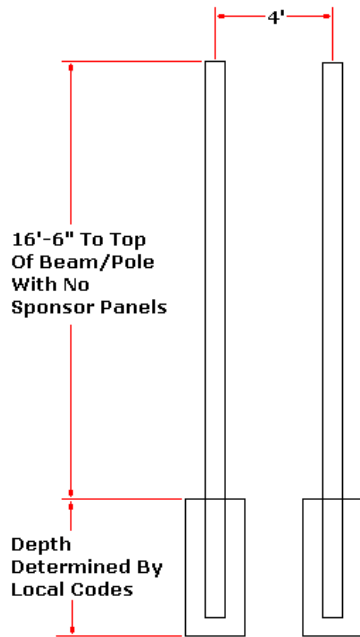 4'
16'-6" To Top
Of Beam/Pole
With No
Sponsor Panels
Depth
Determined By
Local Codes